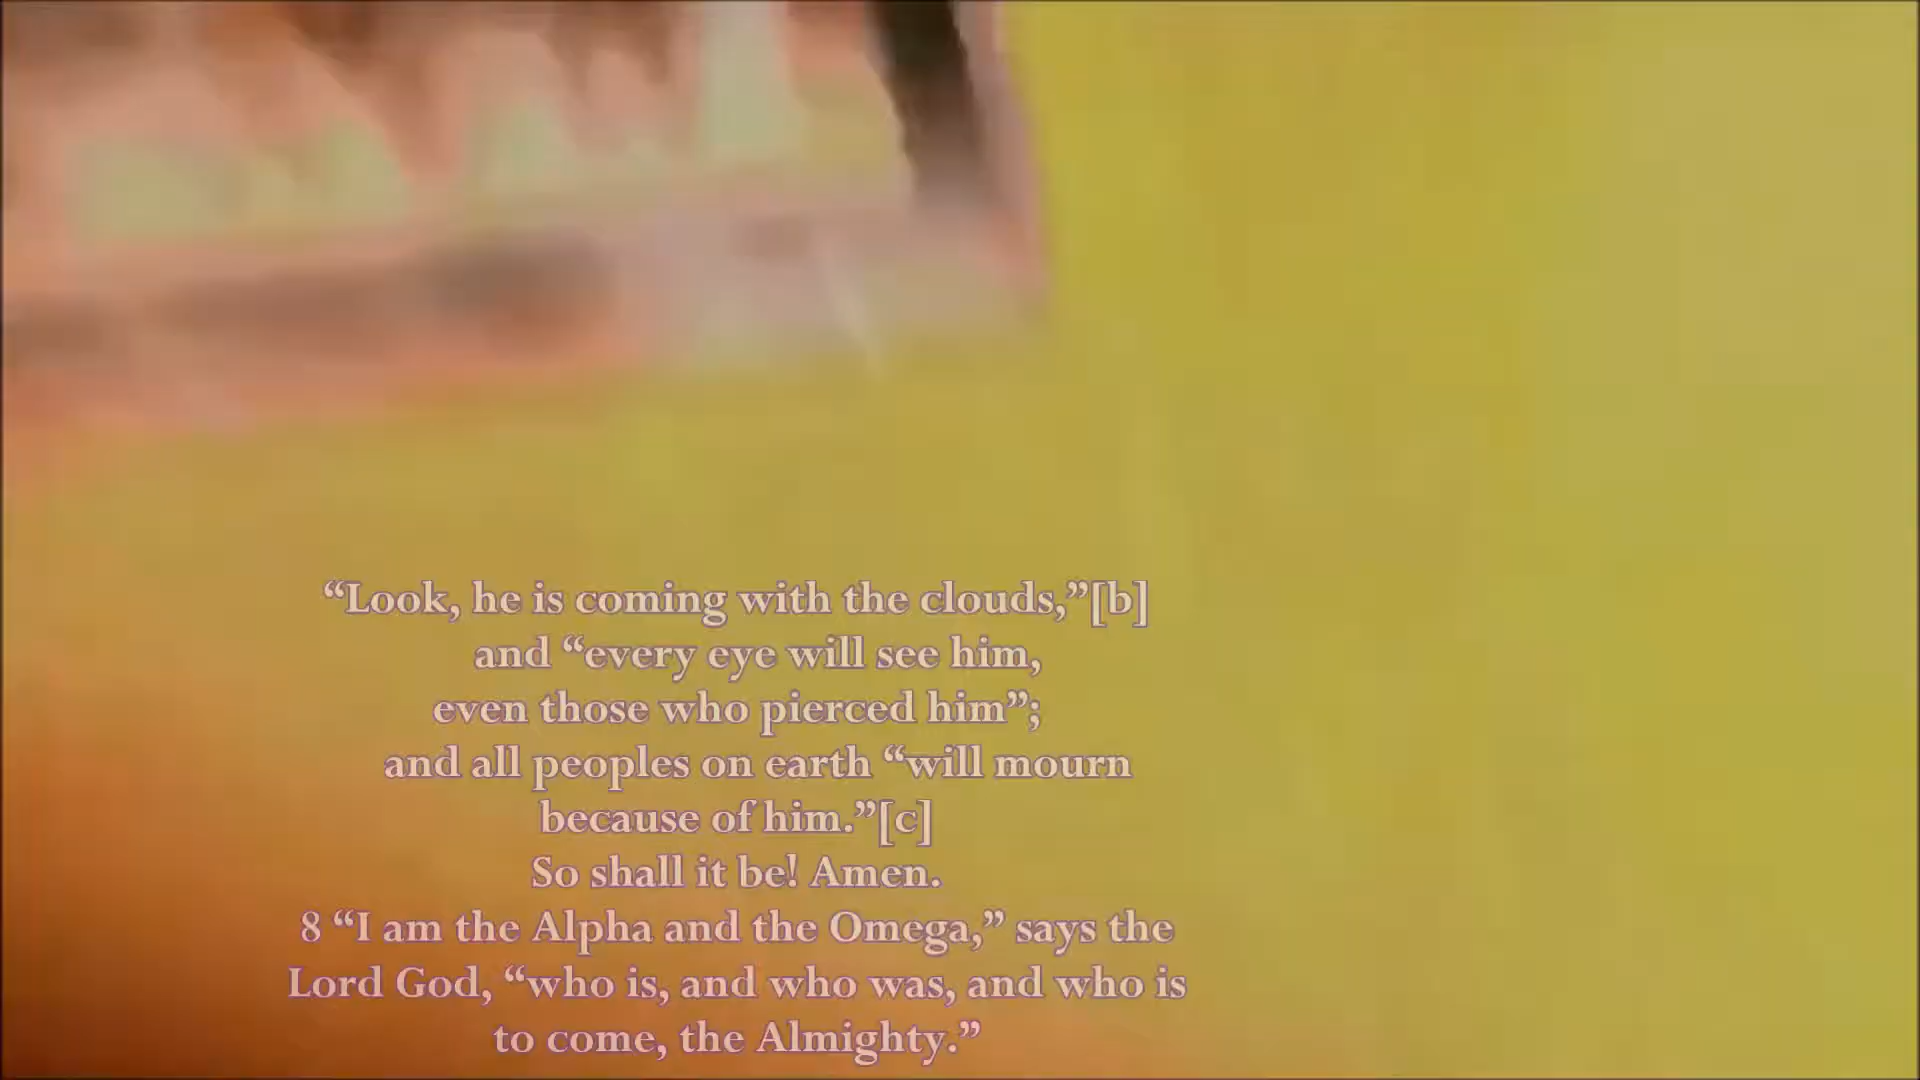 “Look, he is coming with the clouds,”[b]
and “every eye will see him,
even those who pierced him”;
and all peoples on earth “will mourn
because of him.”[c]
So shall it be! Amen.
8 “I am the Alpha and the Omega,” says the
Lord God, “who is, and who was, and who is
to come, the Almighty.”